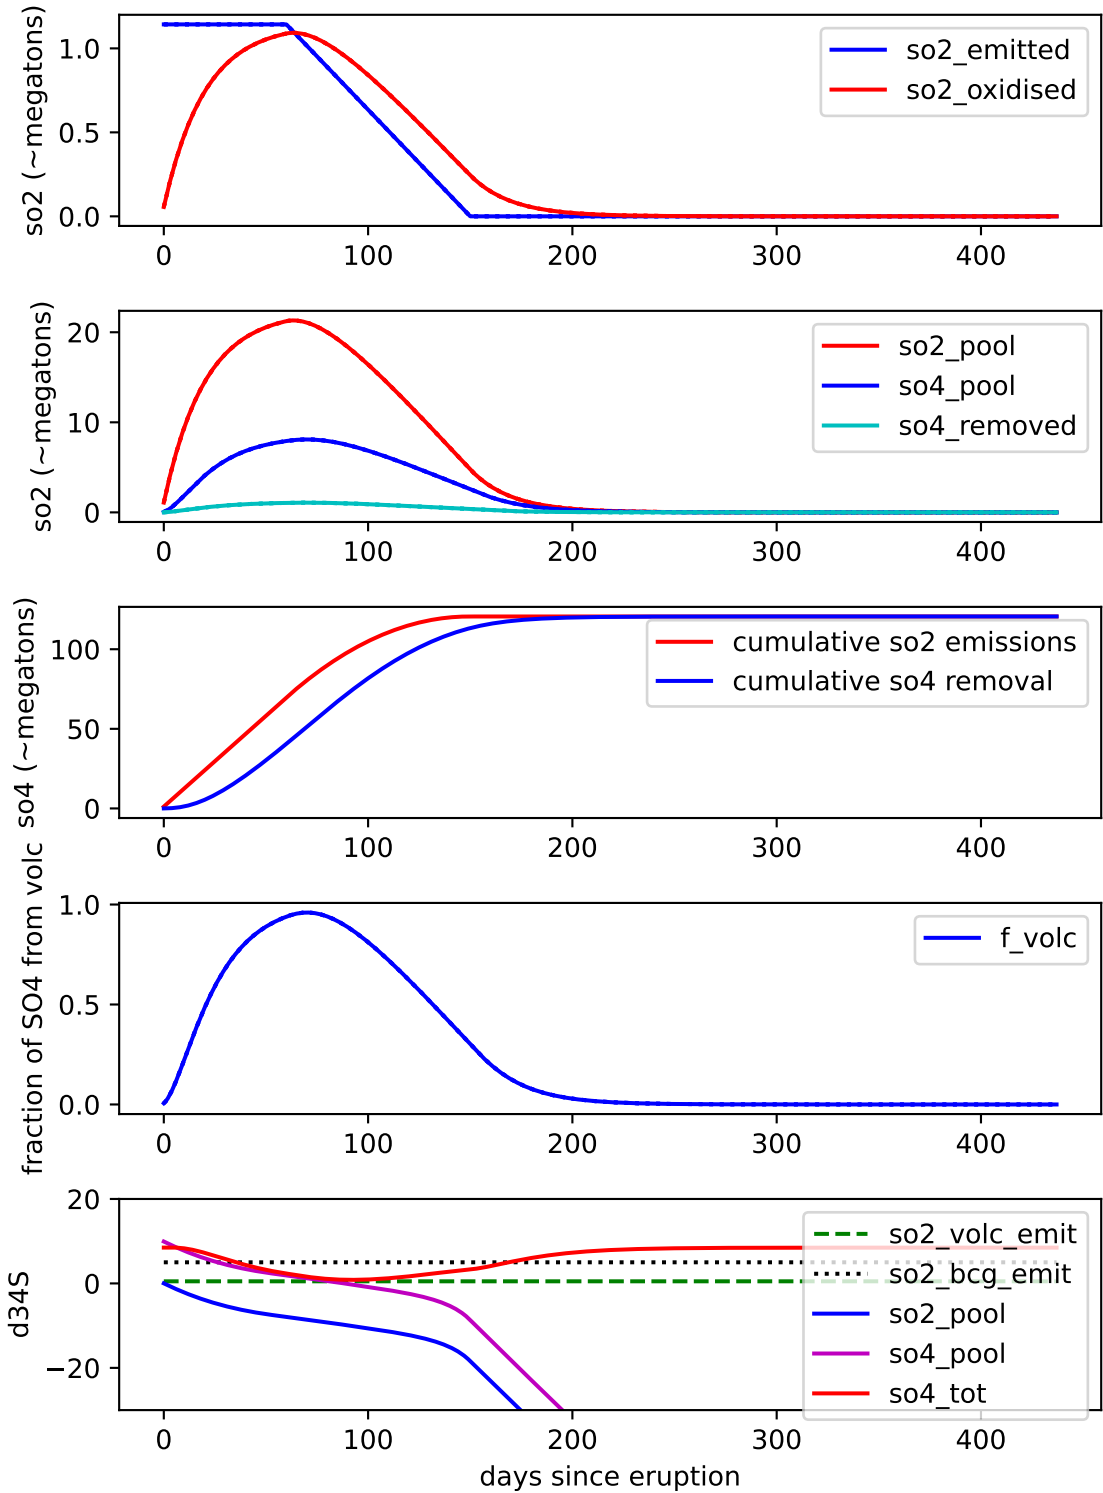 so2 (~megatons)
1.0
0.5
0.0
so2_emitted
so2_oxidised
0 100 200 300 400
so2 (~megatons)
20
10
0
so2_pool
so4_pool
so4_removed
0 100 200 300 400
so4 (~megatons)
100
50
0
cumulative so2 emissions
cumulative so4 removal
0 100 200 300 400
fraction of SO4 from volc
1.0
0.5
0.0
f_volc
0 100 200 300 400
d34S
20
0
−20
so2_volc_emit
so2_bcg_emit
so2_pool
so4_pool
so4_tot
0 100 200 300 400
days since eruption